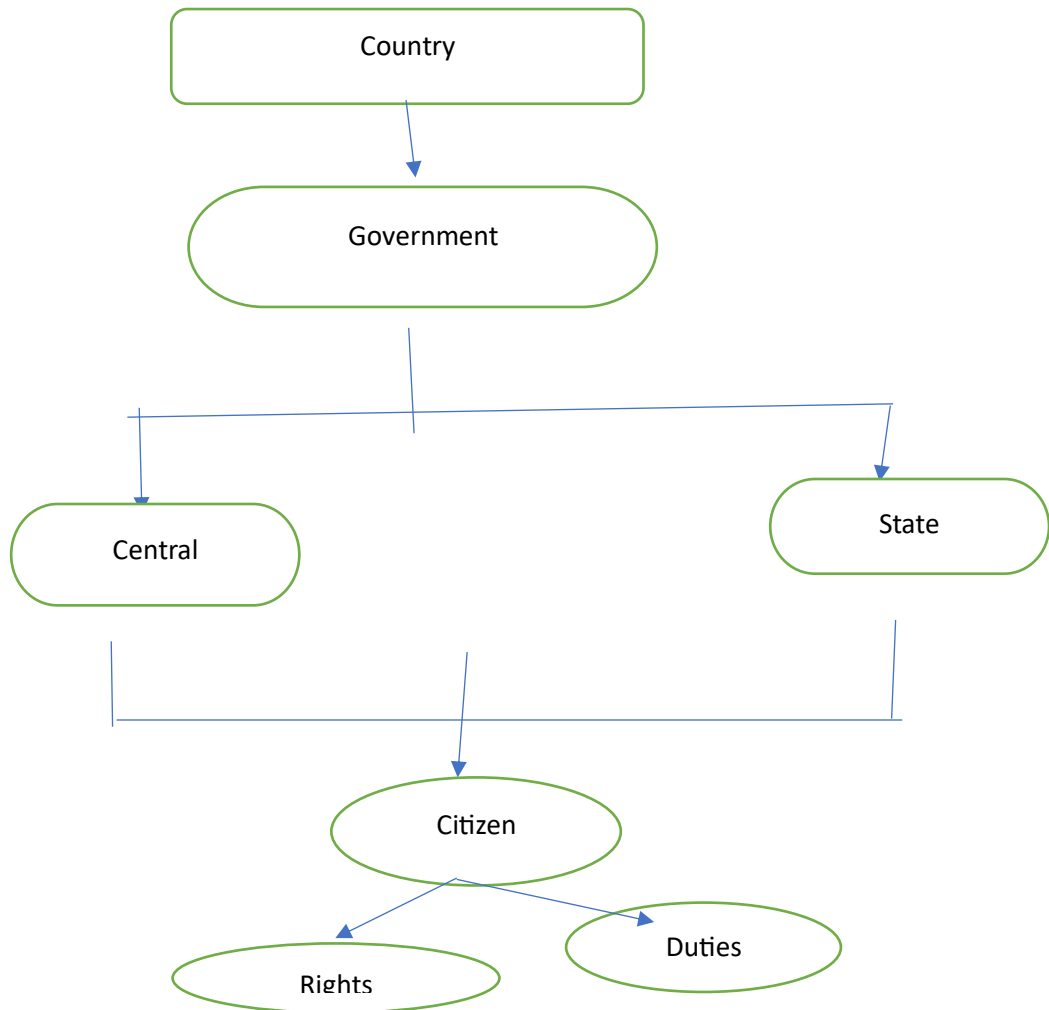 Country
Government
Central
State
Citizen
Duties
Rights